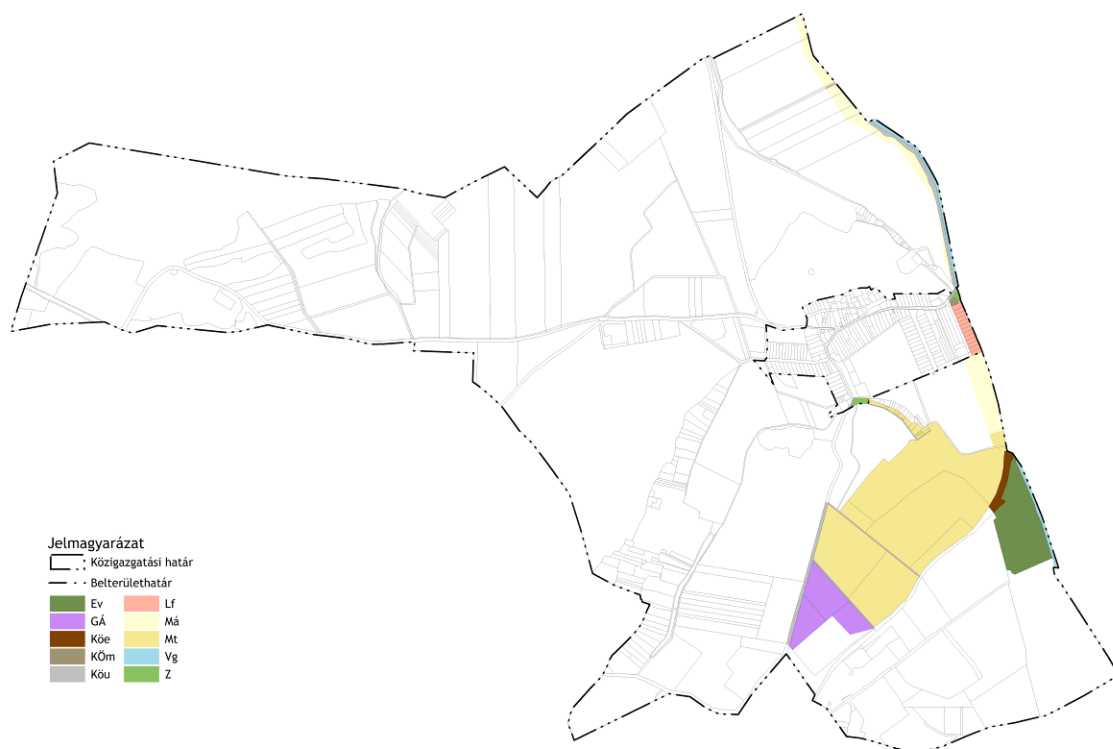 Jelmagyarázat
Közigazgatási határ
Belterülethatár
Ev Lf
GÁ Má
Köe Mt
KÖm Vg
Köu Z